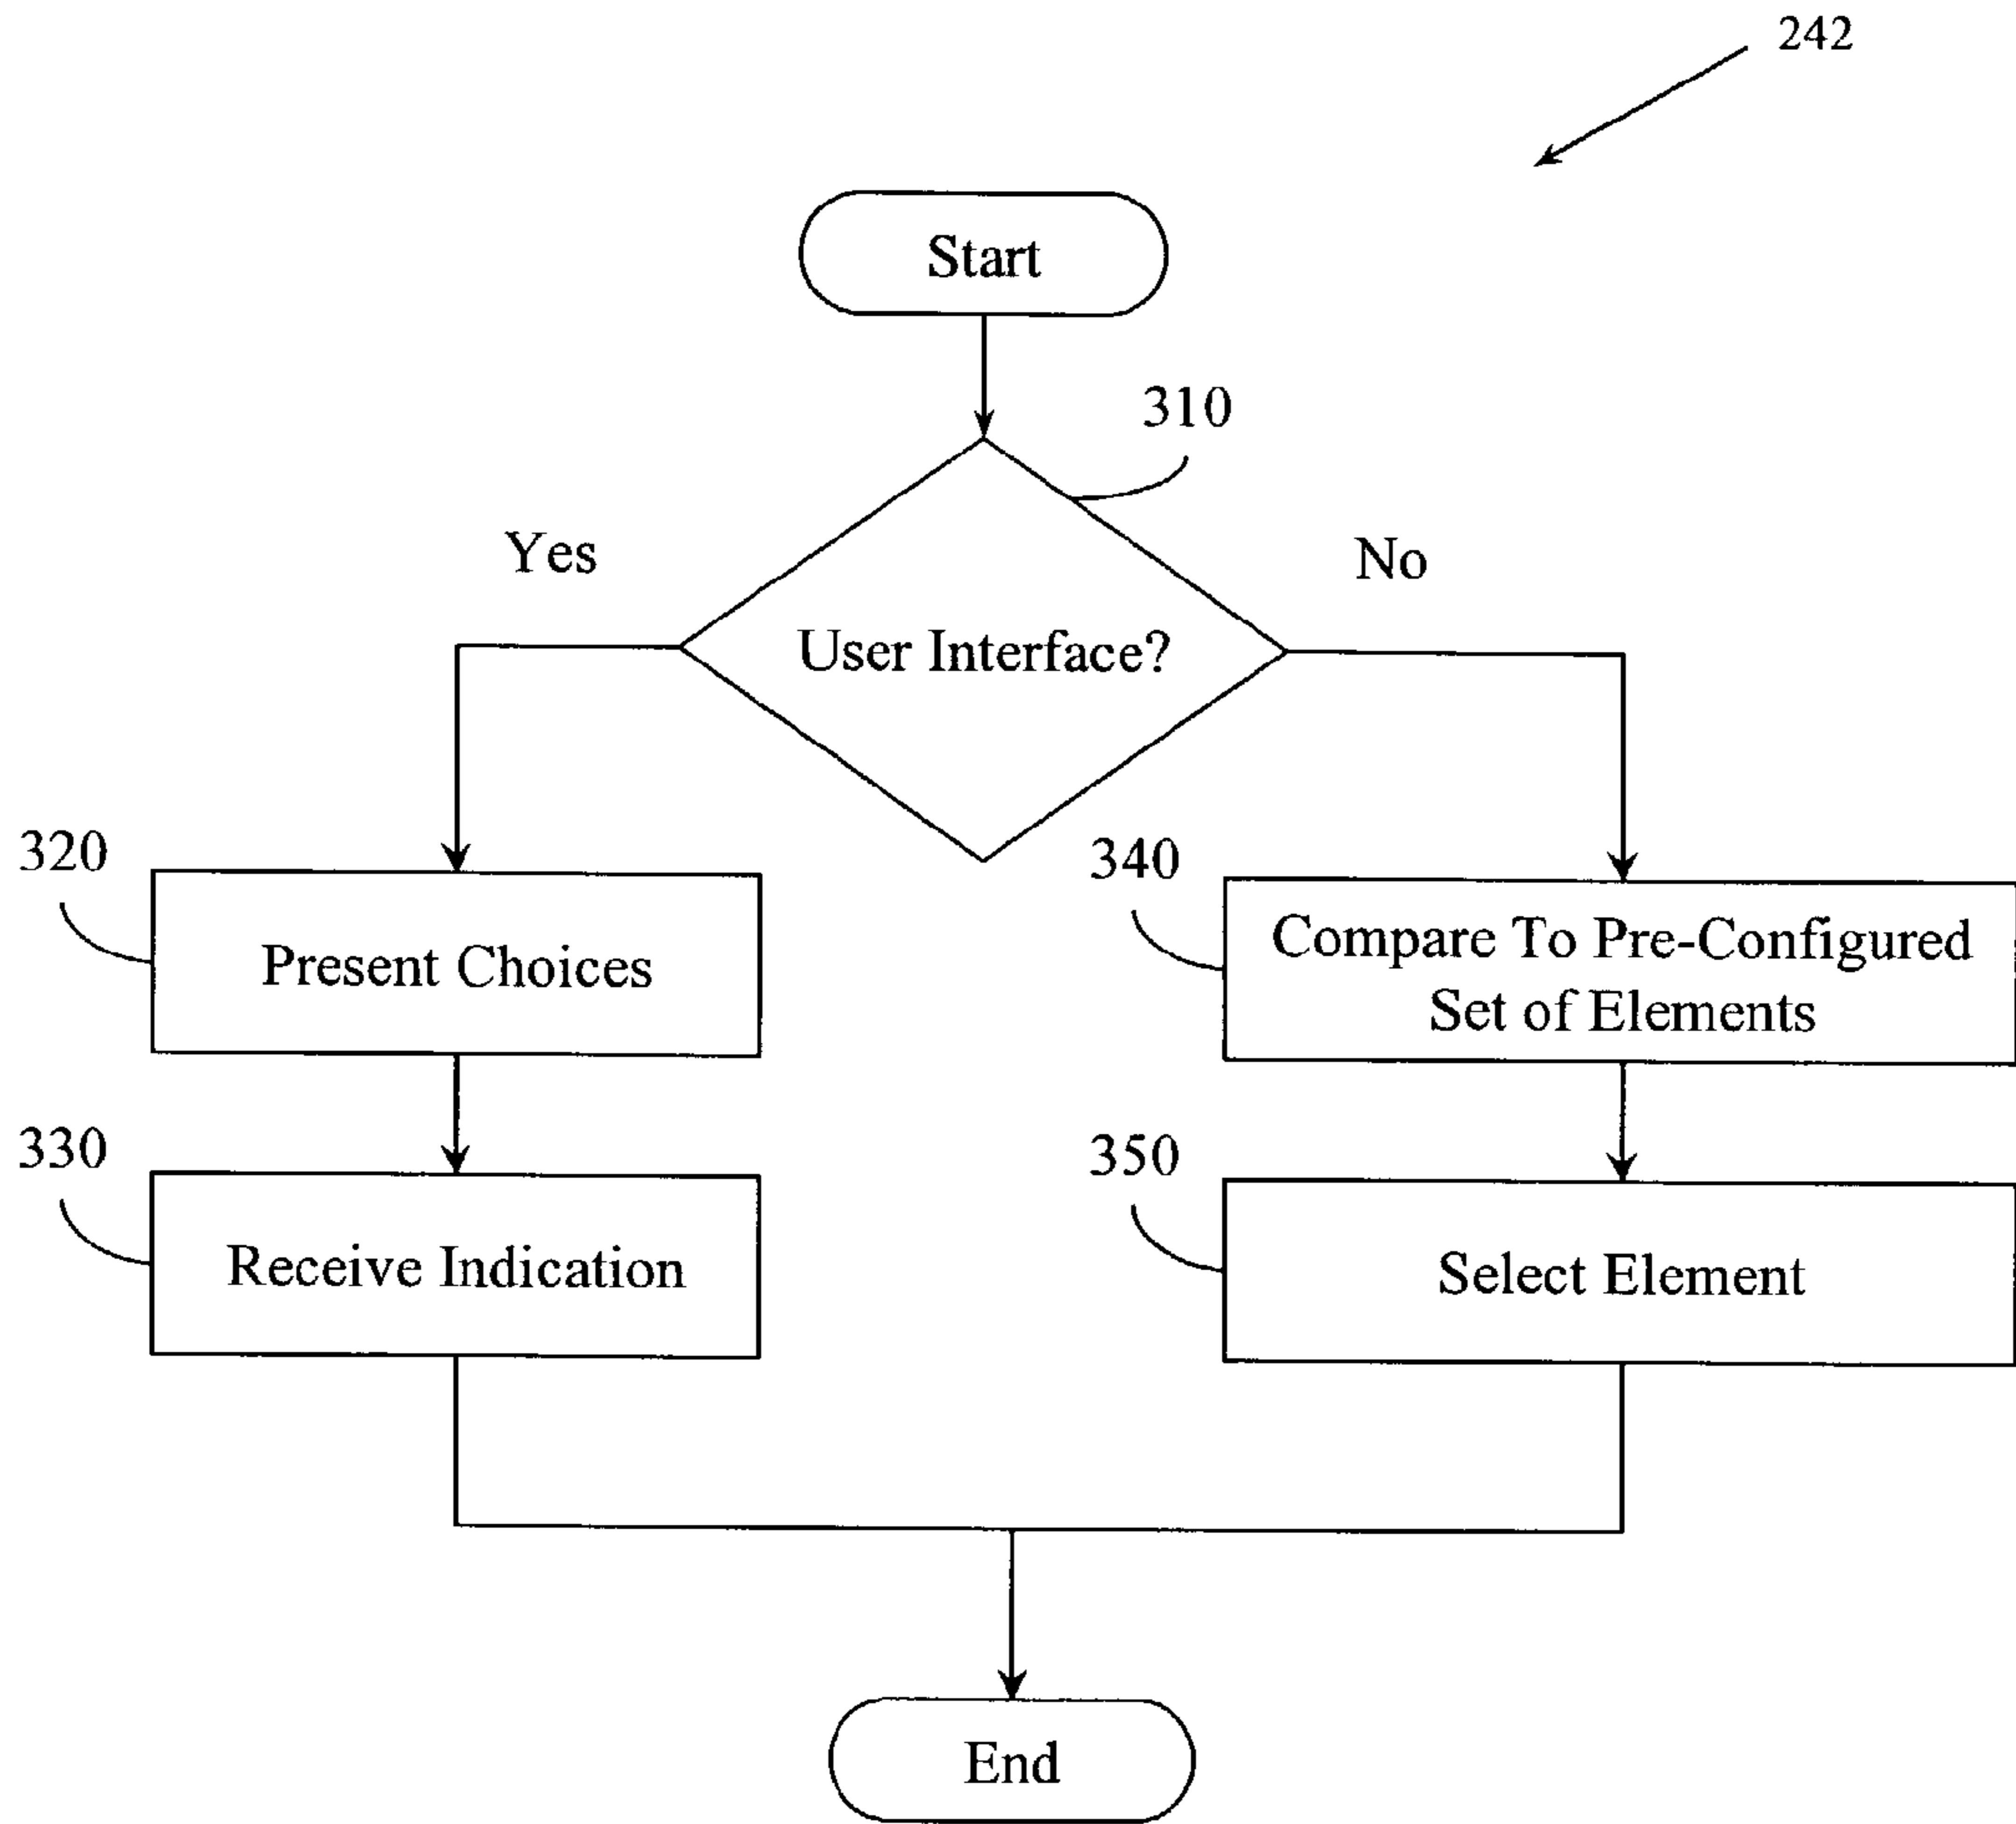 242
Start
310
Yes
No
User Interface?
320
340
Present Choices
Compare To Pre-Configured
Set of Elements
330
350
Receive Indication
Select Element
End